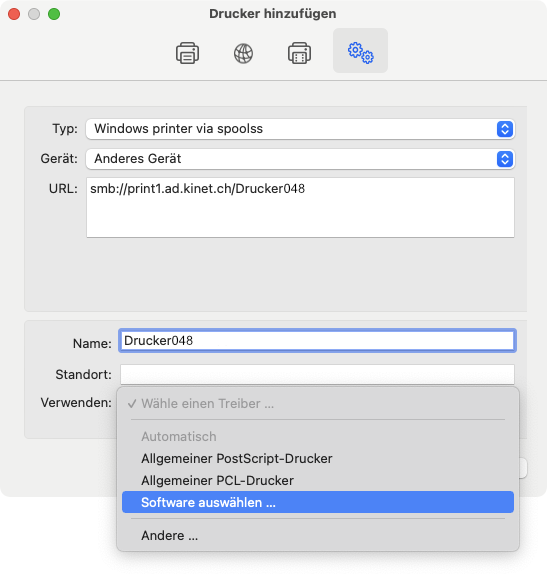 Drucker hinzufügen
Typ: Windows printer via spoolss
Gerät: Anderes Gerät
URL: smb://print1.ad.kinet.ch/Drucker048
Name: Drucker048
Standort:
Verwenden: ✓ Wähle einen Treiber ...
Automatisch
Allgemeiner PostScript-Drucker
Allgemeiner PCL-Drucker
Software auswählen ...
Andere ...